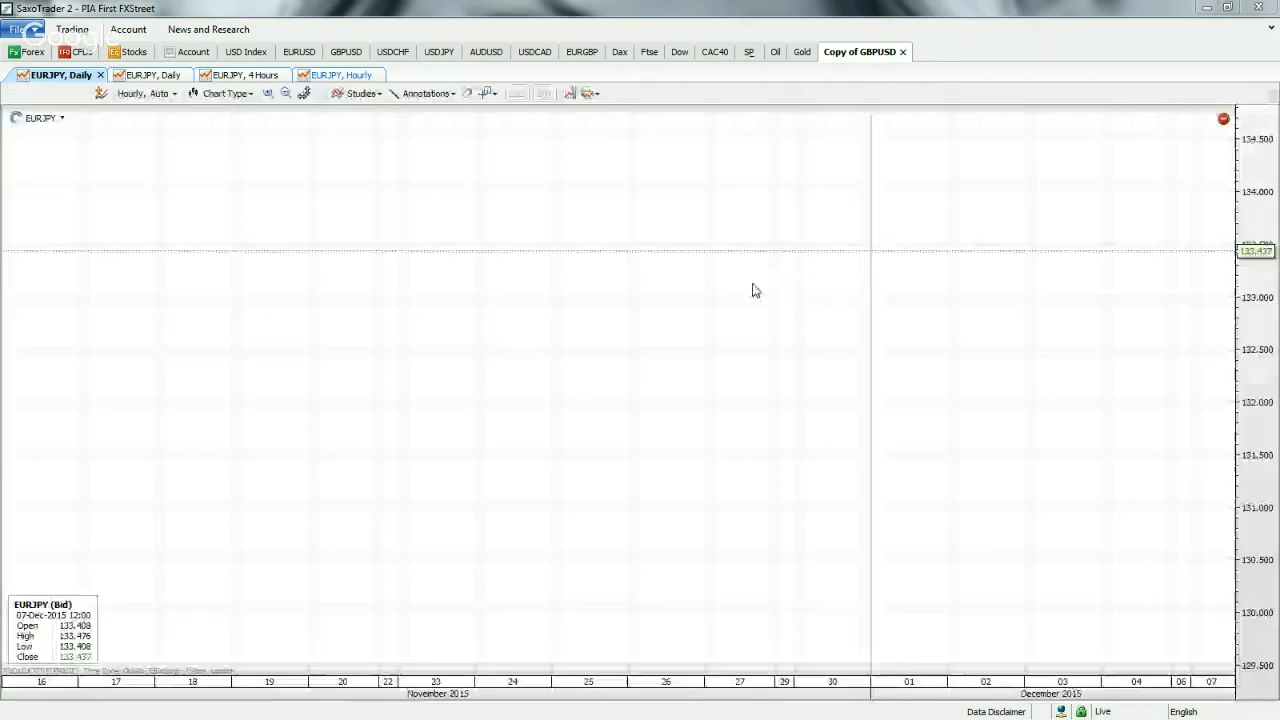 SaxoTrader 2 - PIA First FXStreet
File Trading Account News and Research
Google
Forex CFDs Stocks Account USD Index EURUSD GBPUSD USDCHF USDJPY AUDUSD USDCAD EURGBP Dax Ftse Dow CAC40 SP Oil Gold Copy of GBPUSD
EURJPY, Daily EURJPY, Daily EURJPY, 4 Hours EURJPY, Hourly
Hourly, Auto Chart Type Studies Annotations
EURJPY
134.500
134.000
133.437
133.000
132.500
132.000
131.500
131.000
130.500
130.000
129.500
EURJPY (Bid)
07-Dec-2015 12:00
Open 133.408
High 133.476
Low 133.408
Close 133.437
16 17 18 19 20 22 23 24 25 26 27 29 30 01 02 03 04 06 07
November 2015 December 2015
Data Disclaimer Live English